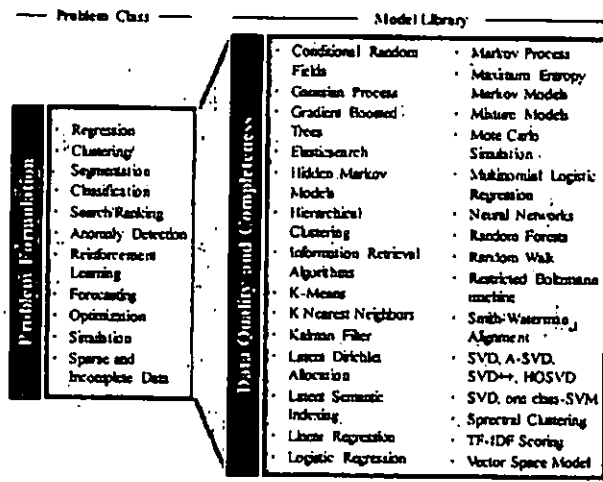 Problem Class
Model Library
Problem Formulation
Regression
Clustering/
Segmentation
Classification
Search/Ranking
Anomaly Detection
Reinforcement
Learning
Forecasting
Optimization
Simulation
Sparse and
Incomplete Data
Data Quality and Completeness
Conditional Random
Fields
Gaussian Process
Gradient Boosted
Trees
Elasticsearch
Hidden Markov
Models
Hierarchical
Clustering
Information Retrieval
Algorithms
K-Means
K Nearest Neighbors
Kalman Filter
Latent Dirichlet
Allocation
Latent Semantic
Indexing
Linear Regression
Logistic Regression
Markov Process
Maximum Entropy
Markov Models
Mixture Models
Mote Carlo
Simulation
Multinomial Logistic
Regression
Neural Networks
Random Forests
Random Walk
Restricted Boltzmann
machine
Smith-Waterman
Alignment
SVD, A-SVD,
SVD++, HOSVD
SVD, one class-SVM
Sprectral Clustering
TF-IDF Scoring
Vector Space Model